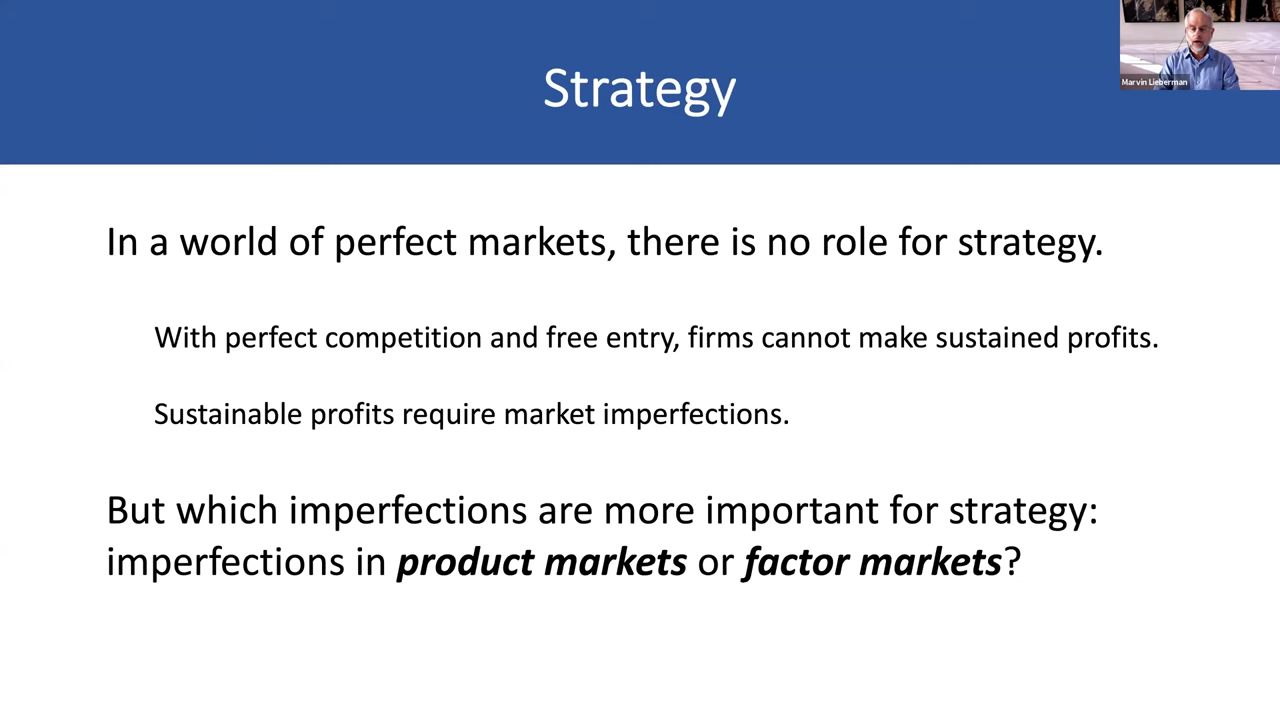 Strategy
Marvin Lieberman
In a world of perfect markets, there is no role for strategy.
With perfect competition and free entry, firms cannot make sustained profits.
Sustainable profits require market imperfections.
But which imperfections are more important for strategy:
imperfections in product markets or factor markets?